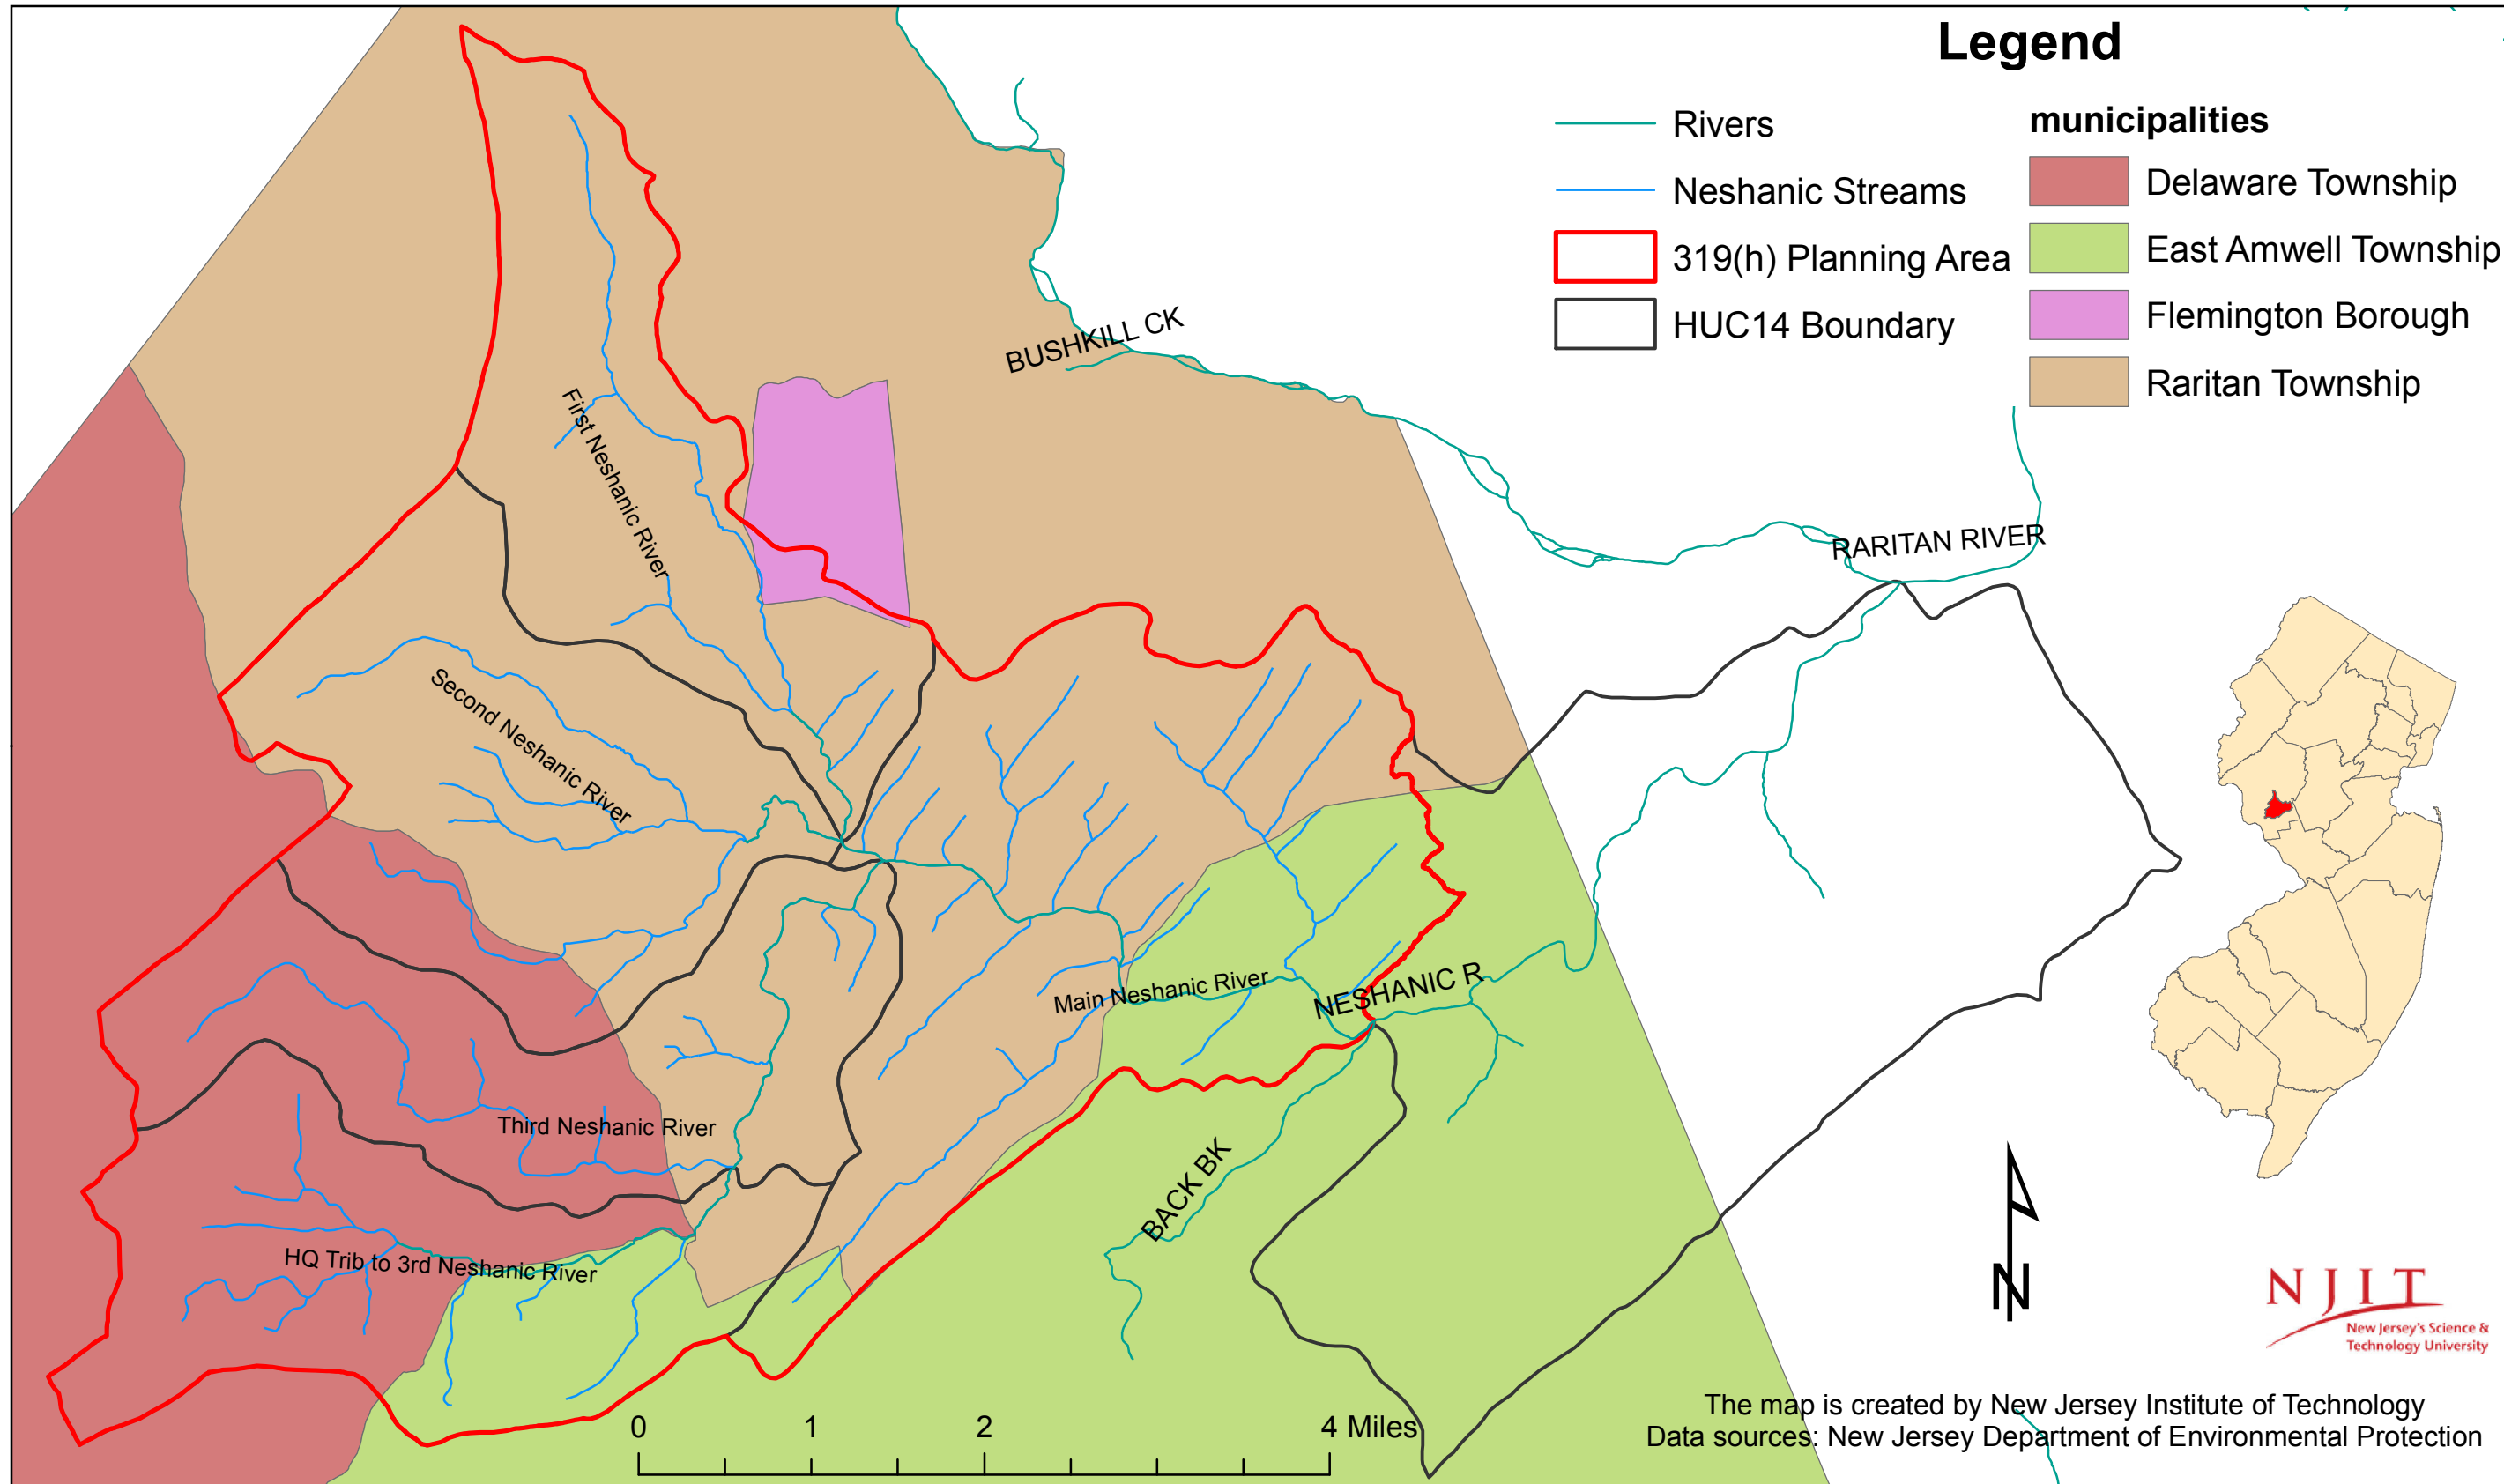 Legend
Rivers
Neshanic Streams
319(h) Planning Area
HUC14 Boundary
municipalities
Delaware Township
East Amwell Township
Flemington Borough
Raritan Township
BUSHKILL CK
First Neshanic River
RARITAN RIVER
Second Neshanic River
Main Neshanic River
NESHANIC R
Third Neshanic River
BACK BK
HQ Trib to 3rd Neshanic River
N
NJIT
New Jersey's Science &
Technology University
0 1 2 4 Miles
The map is created by New Jersey Institute of Technology
Data sources: New Jersey Department of Environmental Protection